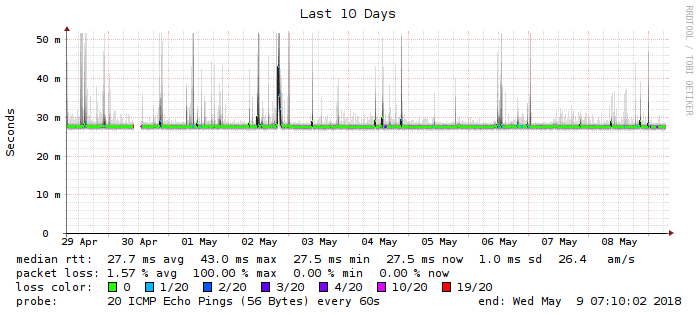 Last 10 Days
RRDTOOL / TOBI OETIKER
Seconds
50 m
40 m
30 m
20 m
10 m
0
29 Apr 30 Apr 01 May 02 May 03 May 04 May 05 May 06 May 07 May 08 May
median rtt: 27.7 ms avg 43.0 ms max 27.5 ms min 27.5 ms now 1.0 ms sd 26.4 am/s
packet loss: 1.57 % avg 100.00 % max 0.00 % min 0.00 % now
loss color: 0 1/20 2/20 3/20 4/20 10/20 19/20
probe: 20 ICMP Echo Pings (56 Bytes) every 60s end: Wed May 9 07:10:02 2018